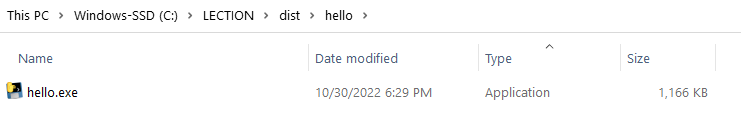 This PC > Windows-SSD (C:) > LECTION > dist > hello >
Name Date modified Type Size
hello.exe 10/30/2022 6:29 PM Application 1,166 KB